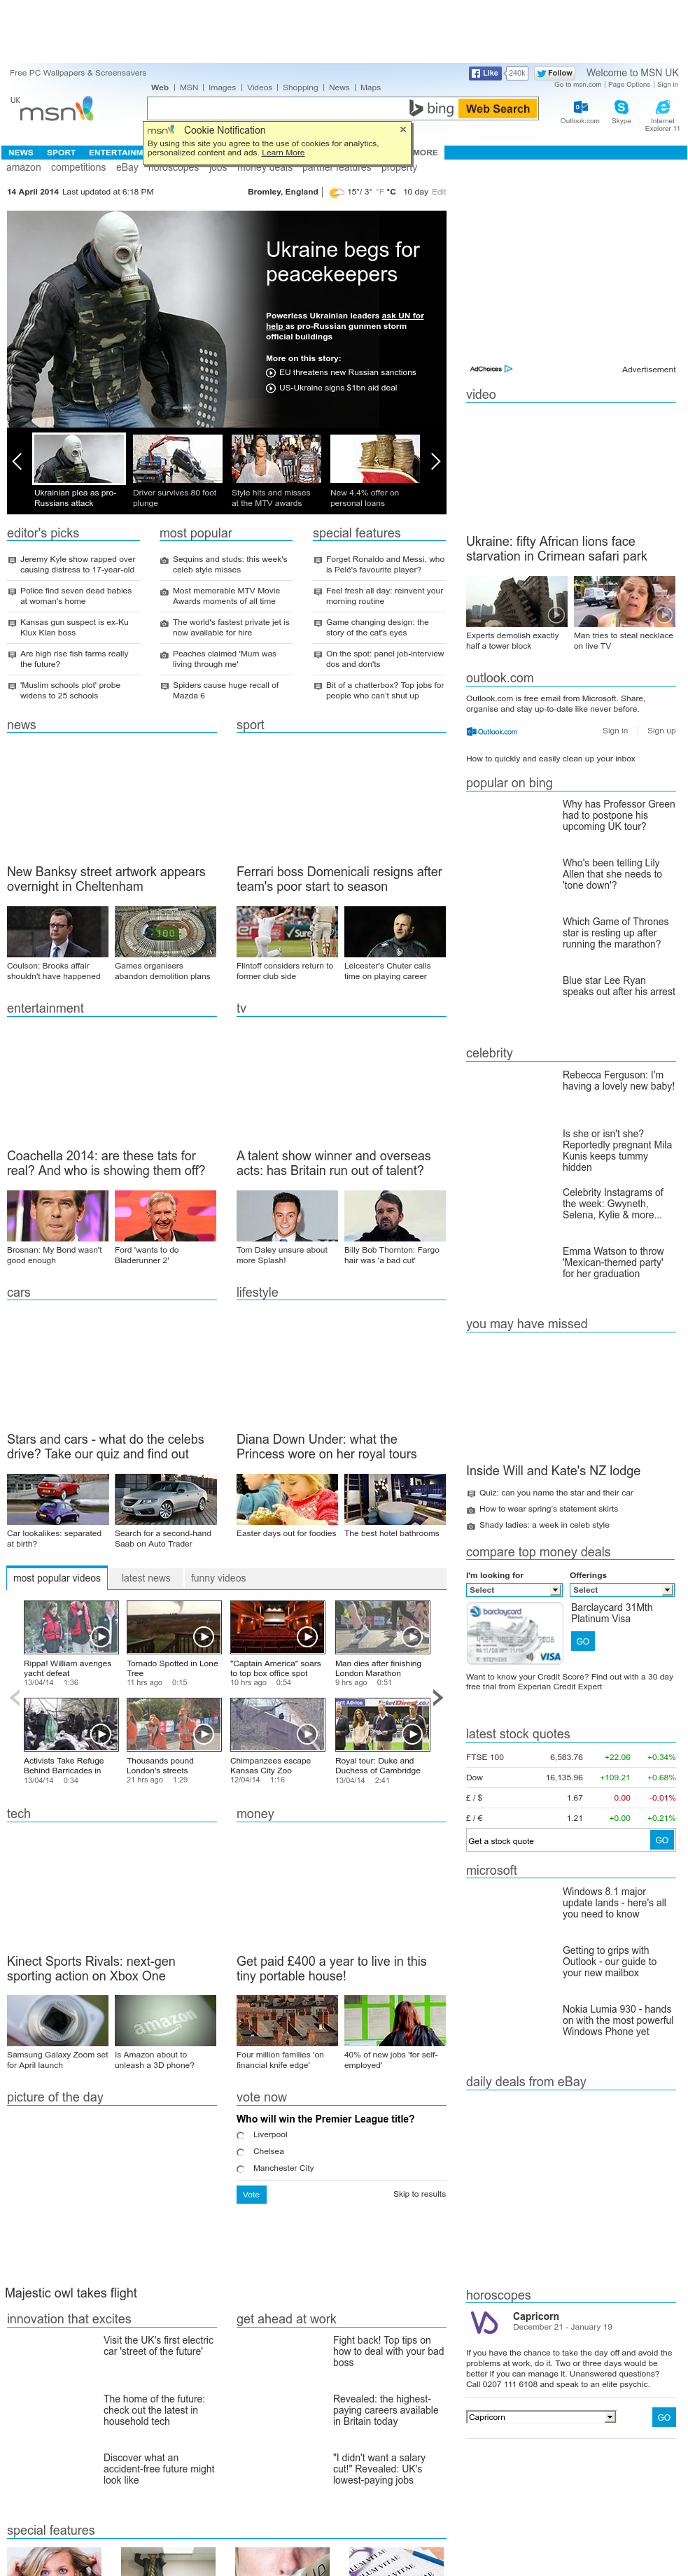 Free PC Wallpapers & Screensavers
Like 240k Follow Welcome to MSN UK
Go to msn.com | Page Options | Sign in
Web | MSN | Images | Videos | Shopping | News | Maps
UK
msn
bing Web Search
Outlook.com Skype Internet
Explorer 11
msn Cookie Notification
By using this site you agree to the use of cookies for analytics,
personalized content and ads. Learn More
NEWS SPORT ENTERTAINM MORE
amazon competitions eBay horoscopes jobs money deals partner features property
14 April 2014 Last updated at 6:18 PM
Bromley, England | 15°/ 3° °F °C 10 day Edit
Ukraine begs for
peacekeepers
Powerless Ukrainian leaders ask UN for
help as pro-Russian gunmen storm
official buildings
More on this story:
EU threatens new Russian sanctions
US-Ukraine signs $1bn aid deal
Ukrainian plea as pro-
Russians attack
Driver survives 80 foot
plunge
Style hits and misses
at the MTV awards
New 4.4% offer on
personal loans
editor's picks
Jeremy Kyle show rapped over
causing distress to 17-year-old
Police find seven dead babies
at woman's home
Kansas gun suspect is ex-Ku
Klux Klan boss
Are high rise fish farms really
the future?
'Muslim schools plot' probe
widens to 25 schools
most popular
Sequins and studs: this week's
celeb style misses
Most memorable MTV Movie
Awards moments of all time
The world's fastest private jet is
now available for hire
Peaches claimed 'Mum was
living through me'
Spiders cause huge recall of
Mazda 6
special features
Forget Ronaldo and Messi, who
is Pelé's favourite player?
Feel fresh all day: reinvent your
morning routine
Game changing design: the
story of the cat's eyes
On the spot: panel job-interview
dos and don'ts
Bit of a chatterbox? Top jobs for
people who can't shut up
news
New Banksy street artwork appears
overnight in Cheltenham
Coulson: Brooks affair
shouldn't have happened
Games organisers
abandon demolition plans
sport
Ferrari boss Domenicali resigns after
team's poor start to season
Flintoff considers return to
former club side
Leicester's Chuter calls
time on playing career
entertainment
Coachella 2014: are these tats for
real? And who is showing them off?
Brosnan: My Bond wasn't
good enough
Ford 'wants to do
Bladerunner 2'
tv
A talent show winner and overseas
acts: has Britain run out of talent?
Tom Daley unsure about
more Splash!
Billy Bob Thornton: Fargo
hair was 'a bad cut'
cars
Stars and cars - what do the celebs
drive? Take our quiz and find out
Car lookalikes: separated
at birth?
Search for a second-hand
Saab on Auto Trader
lifestyle
Diana Down Under: what the
Princess wore on her royal tours
Easter days out for foodies
The best hotel bathrooms
most popular videos latest news funny videos
Rippa! William avenges
yacht defeat
13/04/14 1:36
Tornado Spotted in Lone
Tree
11 hrs ago 0:15
"Captain America" soars
to top box office spot
10 hrs ago 0:54
Man dies after finishing
London Marathon
9 hrs ago 0:51
Activists Take Refuge
Behind Barricades in
13/04/14 0:34
Thousands pound
London's streets
21 hrs ago 1:29
Chimpanzees escape
Kansas City Zoo
12/04/14 1:16
Royal tour: Duke and
Duchess of Cambridge
13/04/14 2:41
tech
Kinect Sports Rivals: next-gen
sporting action on Xbox One
amazon
Samsung Galaxy Zoom set
for April launch
Is Amazon about to
unleash a 3D phone?
money
Get paid £400 a year to live in this
tiny portable house!
Four million families 'on
financial knife edge'
40% of new jobs 'for self-
employed'
picture of the day
Majestic owl takes flight
vote now
Who will win the Premier League title?
Liverpool
Chelsea
Manchester City
Vote Skip to results
innovation that excites
Visit the UK's first electric
car 'street of the future'
The home of the future:
check out the latest in
household tech
Discover what an
accident-free future might
look like
get ahead at work
Fight back! Top tips on
how to deal with your bad
boss
Revealed: the highest-
paying careers available
in Britain today
"I didn't want a salary
cut!" Revealed: UK's
lowest-paying jobs
special features
AdChoices Advertisement
video
Ukraine: fifty African lions face
starvation in Crimean safari park
Experts demolish exactly
half a tower block
Man tries to steal necklace
on live TV
outlook.com
Outlook.com is free email from Microsoft. Share,
organise and stay up-to-date like never before.
Outlook.com Sign in | Sign up
How to quickly and easily clean up your inbox
popular on bing
Why has Professor Green
had to postpone his
upcoming UK tour?
Who's been telling Lily
Allen that she needs to
'tone down'?
Which Game of Thrones
star is resting up after
running the marathon?
Blue star Lee Ryan
speaks out after his arrest
celebrity
Rebecca Ferguson: I'm
having a lovely new baby!
Is she or isn't she?
Reportedly pregnant Mila
Kunis keeps tummy
hidden
Celebrity Instagrams of
the week: Gwyneth,
Selena, Kylie & more...
Emma Watson to throw
'Mexican-themed party'
for her graduation
you may have missed
Inside Will and Kate's NZ lodge
Quiz: can you name the star and their car
How to wear spring's statement skirts
Shady ladies: a week in celeb style
compare top money deals
I'm looking for Offerings
Select Select
barclaycard
VISA
Barclaycard 31Mth
Platinum Visa
GO
Want to know your Credit Score? Find out with a 30 day
free trial from Experian Credit Expert
latest stock quotes
FTSE 100 6,583.76 +22.06 +0.34%
Dow 16,135.96 +109.21 +0.68%
£ / $ 1.67 0.00 -0.01%
£ / € 1.21 +0.00 +0.21%
Get a stock quote GO
microsoft
Windows 8.1 major
update lands - here's all
you need to know
Getting to grips with
Outlook - our guide to
your new mailbox
Nokia Lumia 930 - hands
on with the most powerful
Windows Phone yet
daily deals from eBay
horoscopes
Capricorn
December 21 - January 19
If you have the chance to take the day off and avoid the
problems at work, do it. Two or three days would be
better if you can manage it. Unanswered questions?
Call 0207 111 6108 and speak to an elite psychic.
Capricorn GO